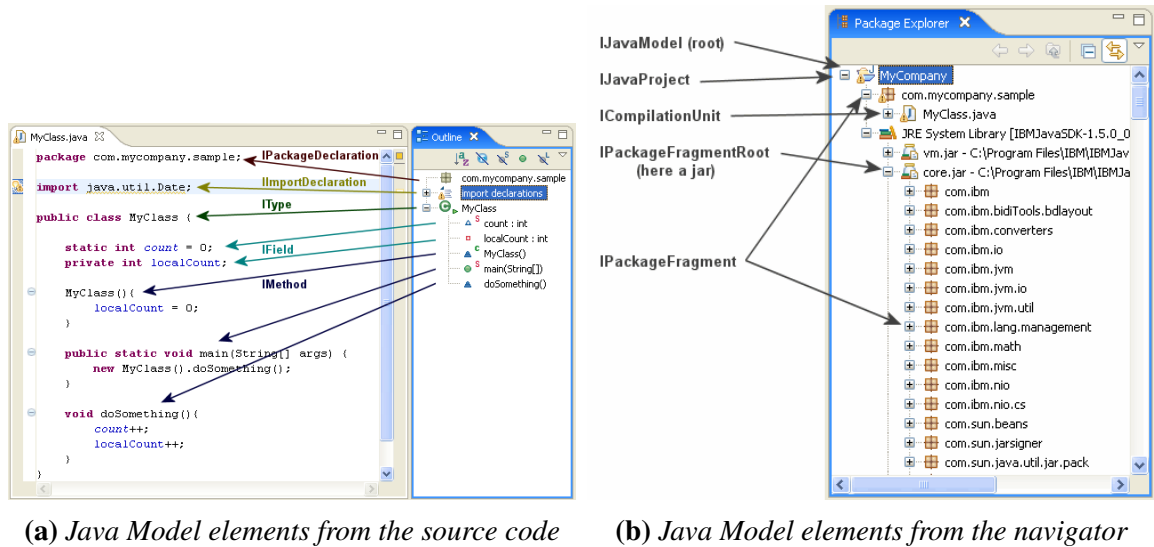 MyClass.java
package com.mycompany.sample;
IPackageDeclaration
import java.util.Date;
IImportDeclaration
public class MyClass {
IType
static int count = 0;
IField
private int localCount;
MyClass(){
IMethod
localCount = 0;
}
public static void main(String[] args) {
new MyClass().doSomething();
}
void doSomething(){
count++;
localCount++;
}
}
Outline
com.mycompany.sample
import declarations
MyClass
count : int
localCount : int
MyClass()
main(String[])
doSomething()
(a) Java Model elements from the source code
IJavaModel (root)
IJavaProject
ICompilationUnit
IPackageFragmentRoot
(here a jar)
IPackageFragment
Package Explorer
MyCompany
com.mycompany.sample
MyClass.java
JRE System Library [IBMJavaSDK-1.5.0_0
vm.jar - C:\Program Files\IBM\IBMJav
core.jar - C:\Program Files\IBM\IBMJa
com.ibm
com.ibm.bidiTools.bdlayout
com.ibm.converters
com.ibm.io
com.ibm.jvm
com.ibm.jvm.io
com.ibm.jvm.util
com.ibm.lang.management
com.ibm.math
com.ibm.misc
com.ibm.nio
com.ibm.nio.cs
com.sun.beans
com.sun.jarsigner
com.sun.java.util.jar.pack
(b) Java Model elements from the navigator